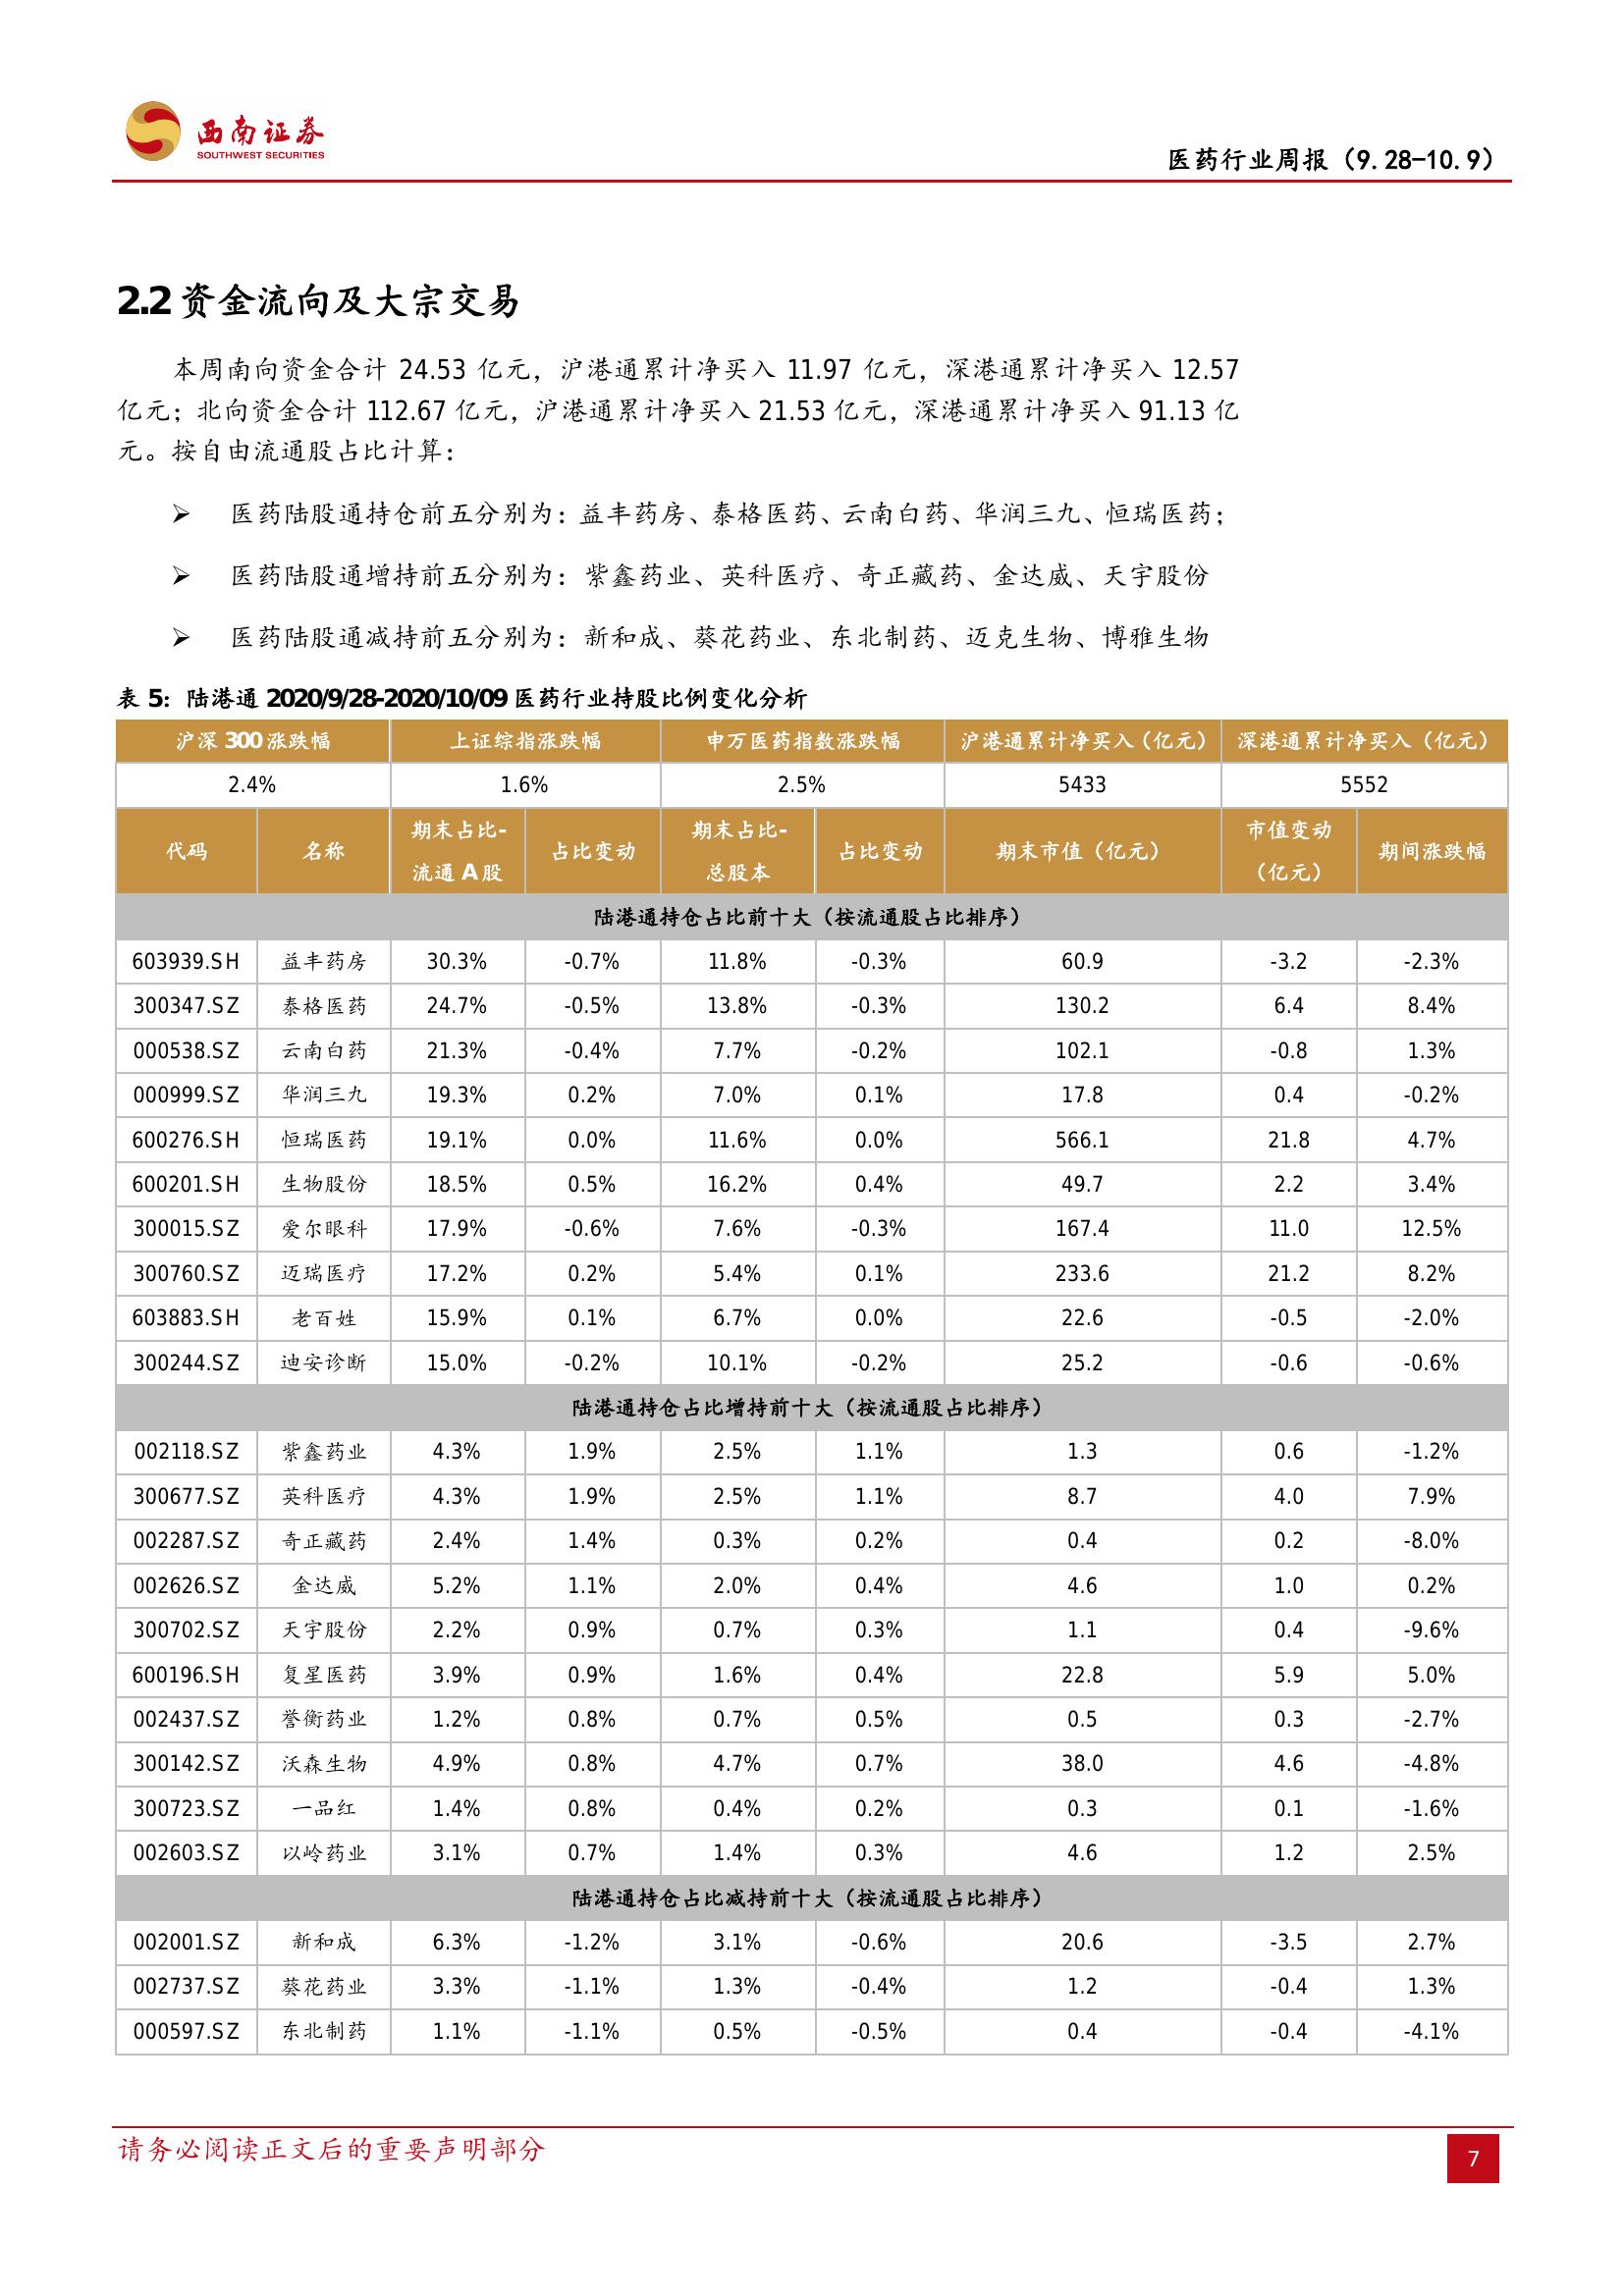 西南证券
SOUTHWEST SECURITIES
医药行业周报（9.28-10.9）
2.2 资金流向及大宗交易
本周南向资金合计 24.53 亿元，沪港通累计净买入 11.97 亿元，深港通累计净买入 12.57
亿元；北向资金合计 112.67 亿元，沪港通累计净买入 21.53 亿元，深港通累计净买入 91.13 亿
元。按自由流通股占比计算：
➢ 医药陆股通持仓前五分别为：益丰药房、泰格医药、云南白药、华润三九、恒瑞医药；
➢ 医药陆股通增持前五分别为：紫鑫药业、英科医疗、奇正藏药、金达威、天宇股份
➢ 医药陆股通减持前五分别为：新和成、葵花药业、东北制药、迈克生物、博雅生物
表 5：陆港通 2020/9/28-2020/10/09 医药行业持股比例变化分析
沪深 300 涨跌幅 上证综指涨跌幅 申万医药指数涨跌幅 沪港通累计净买入（亿元） 深港通累计净买入（亿元）
2.4% 1.6% 2.5% 5433 5552
代码 名称 期末占比-流通 A 股 占比变动 期末占比-总股本 占比变动 期末市值（亿元） 市值变动（亿元） 期间涨跌幅
陆港通持仓占比前十大（按流通股占比排序）
603939.SH 益丰药房 30.3% -0.7% 11.8% -0.3% 60.9 -3.2 -2.3%
300347.SZ 泰格医药 24.7% -0.5% 13.8% -0.3% 130.2 6.4 8.4%
000538.SZ 云南白药 21.3% -0.4% 7.7% -0.2% 102.1 -0.8 1.3%
000999.SZ 华润三九 19.3% 0.2% 7.0% 0.1% 17.8 0.4 -0.2%
600276.SH 恒瑞医药 19.1% 0.0% 11.6% 0.0% 566.1 21.8 4.7%
600201.SH 生物股份 18.5% 0.5% 16.2% 0.4% 49.7 2.2 3.4%
300015.SZ 爱尔眼科 17.9% -0.6% 7.6% -0.3% 167.4 11.0 12.5%
300760.SZ 迈瑞医疗 17.2% 0.2% 5.4% 0.1% 233.6 21.2 8.2%
603883.SH 老百姓 15.9% 0.1% 6.7% 0.0% 22.6 -0.5 -2.0%
300244.SZ 迪安诊断 15.0% -0.2% 10.1% -0.2% 25.2 -0.6 -0.6%
陆港通持仓占比增持前十大（按流通股占比排序）
002118.SZ 紫鑫药业 4.3% 1.9% 2.5% 1.1% 1.3 0.6 -1.2%
300677.SZ 英科医疗 4.3% 1.9% 2.5% 1.1% 8.7 4.0 7.9%
002287.SZ 奇正藏药 2.4% 1.4% 0.3% 0.2% 0.4 0.2 -8.0%
002626.SZ 金达威 5.2% 1.1% 2.0% 0.4% 4.6 1.0 0.2%
300702.SZ 天宇股份 2.2% 0.9% 0.7% 0.3% 1.1 0.4 -9.6%
600196.SH 复星医药 3.9% 0.9% 1.6% 0.4% 22.8 5.9 5.0%
002437.SZ 誉衡药业 1.2% 0.8% 0.7% 0.5% 0.5 0.3 -2.7%
300142.SZ 沃森生物 4.9% 0.8% 4.7% 0.7% 38.0 4.6 -4.8%
300723.SZ 一品红 1.4% 0.8% 0.4% 0.2% 0.3 0.1 -1.6%
002603.SZ 以岭药业 3.1% 0.7% 1.4% 0.3% 4.6 1.2 2.5%
陆港通持仓占比减持前十大（按流通股占比排序）
002001.SZ 新和成 6.3% -1.2% 3.1% -0.6% 20.6 -3.5 2.7%
002737.SZ 葵花药业 3.3% -1.1% 1.3% -0.4% 1.2 -0.4 1.3%
000597.SZ 东北制药 1.1% -1.1% 0.5% -0.5% 0.4 -0.4 -4.1%
请务必阅读正文后的重要声明部分
7